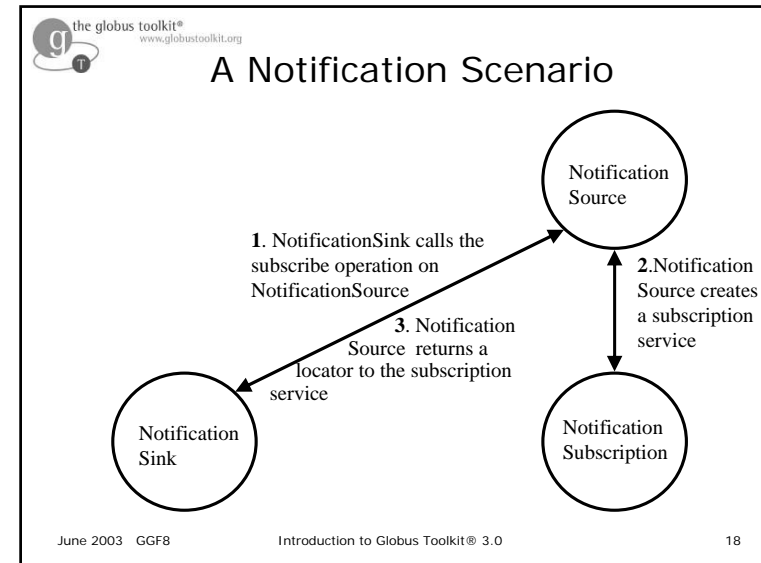 the globus toolkit®
www.globustoolkit.org
g
T
A Notification Scenario
Notification
Source
1. NotificationSink calls the
subscribe operation on
NotificationSource
2.Notification
Source creates
a subscription
service
3. Notification
Source returns a
locator to the subscription
service
Notification
Sink
Notification
Subscription
June 2003 GGF8
Introduction to Globus Toolkit® 3.0
18